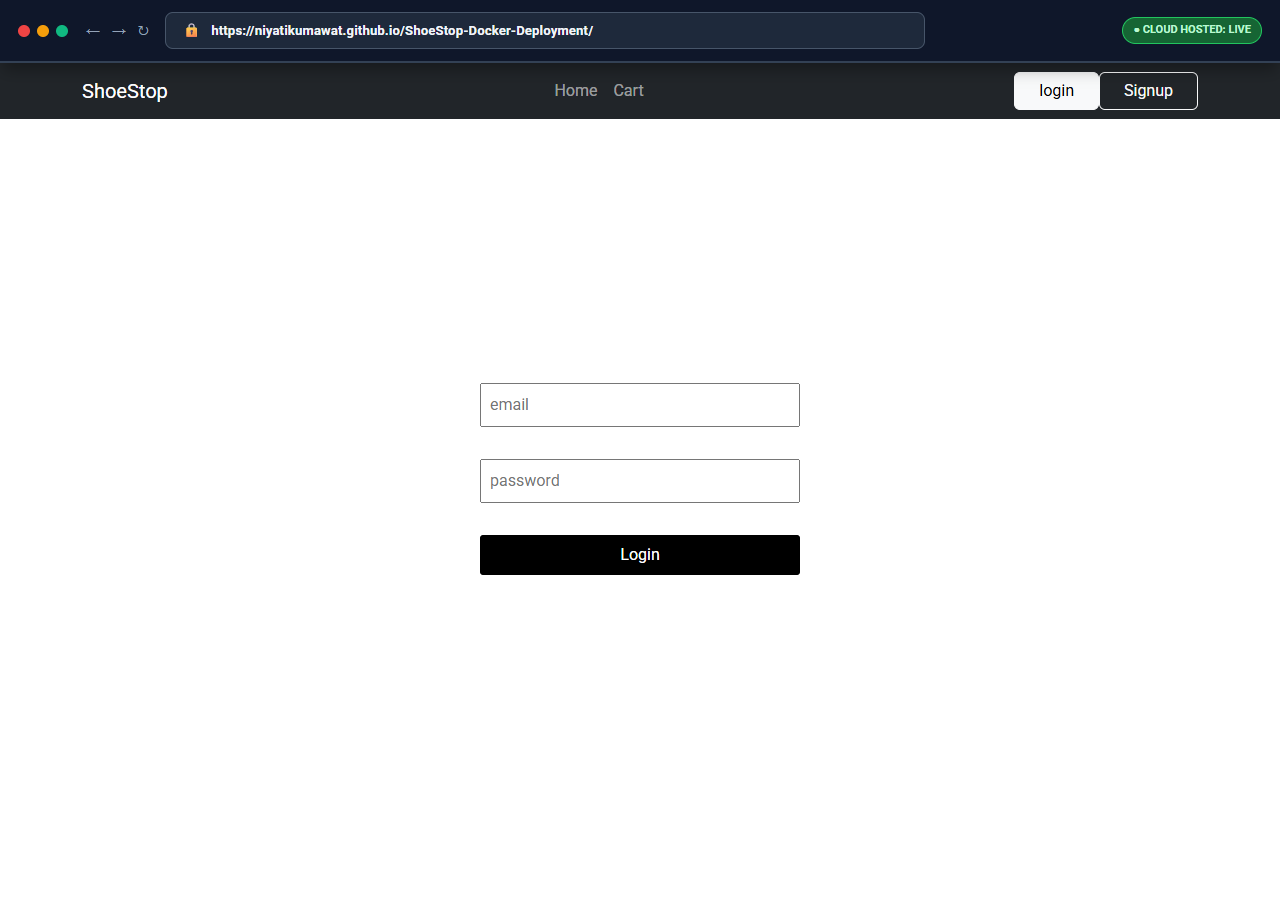 https://niyatikumawat.github.io/ShoeStop-Docker-Deployment/
● CLOUD HOSTED: LIVE
ShoeStop
Home
Cart
login
Signup
email
password
Login